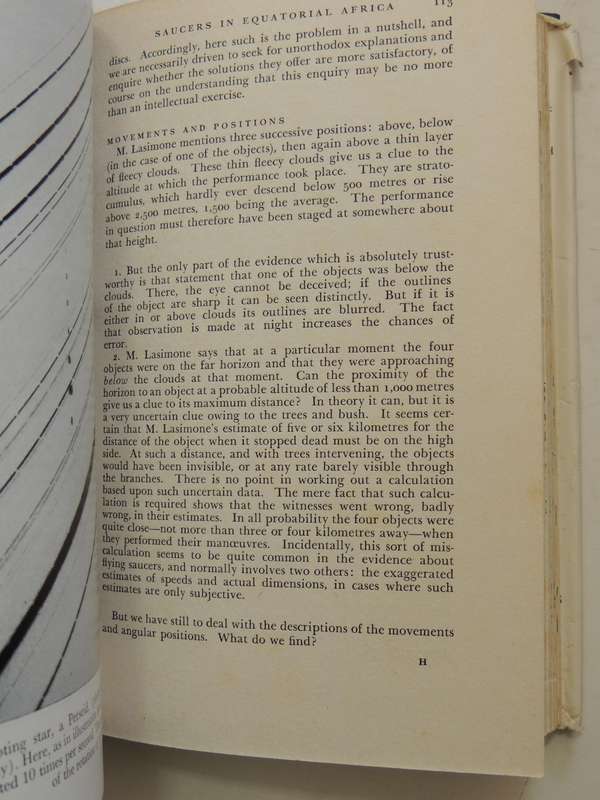 SAUCERS IN EQUATORIAL AFRICA 113
discs. Accordingly, here such is the problem in a nutshell, and
we are necessarily driven to seek for unorthodox explanations and
enquire whether the solutions they offer are more satisfactory, of
course on the understanding that this enquiry may be no more
than an intellectual exercise.
MOVEMENTS AND POSITIONS
M. Lasimone mentions three successive positions: above, below
(in the case of one of the objects), then again above a thin layer
of fleecy clouds. These thin fleecy clouds give us a clue to the
altitude at which the performance took place. They are strato-
cumulus, which hardly ever descend below 500 metres or rise
above 2,500 metres, 1,500 being the average. The performance
in question must therefore have been staged at somewhere about
that height.
1. But the only part of the evidence which is absolutely trust-
worthy is that statement that one of the objects was below the
clouds. There, the eye cannot be deceived; if the outlines
of the object are sharp it can be seen distinctly. But if it is
either in or above clouds its outlines are blurred. The fact
that observation is made at night increases the chances of
error.
2. M. Lasimone says that at a particular moment the four
objects were on the far horizon and that they were approaching
below the clouds at that moment. Can the proximity of the
horizon to an object at a probable altitude of less than 1,000 metres
give us a clue to its maximum distance? In theory it can, but it is
a very uncertain clue owing to the trees and bush. It seems cer-
tain that M. Lasimone's estimate of five or six kilometres for the
distance of the object when it stopped dead must be on the high
side. At such a distance, and with trees intervening, the objects
would have been invisible, or at any rate barely visible through
the branches. There is no point in working out a calculation
based upon such uncertain data. The mere fact that such calcu-
lation is required shows that the witnesses went wrong, badly
wrong, in their estimates. In all probability the four objects were
quite close—not more than three or four kilometres away—when
they performed their manœuvres. Incidentally, this sort of mis-
calculation seems to be quite common in the evidence about
flying saucers, and normally involves two others: the exaggerated
estimates of speeds and actual dimensions, in cases where such
estimates are only subjective.
But we have still to deal with the descriptions of the movements
and angular positions. What do we find?
H
star, a Perseid,
Here, as in
10 times per second
of the